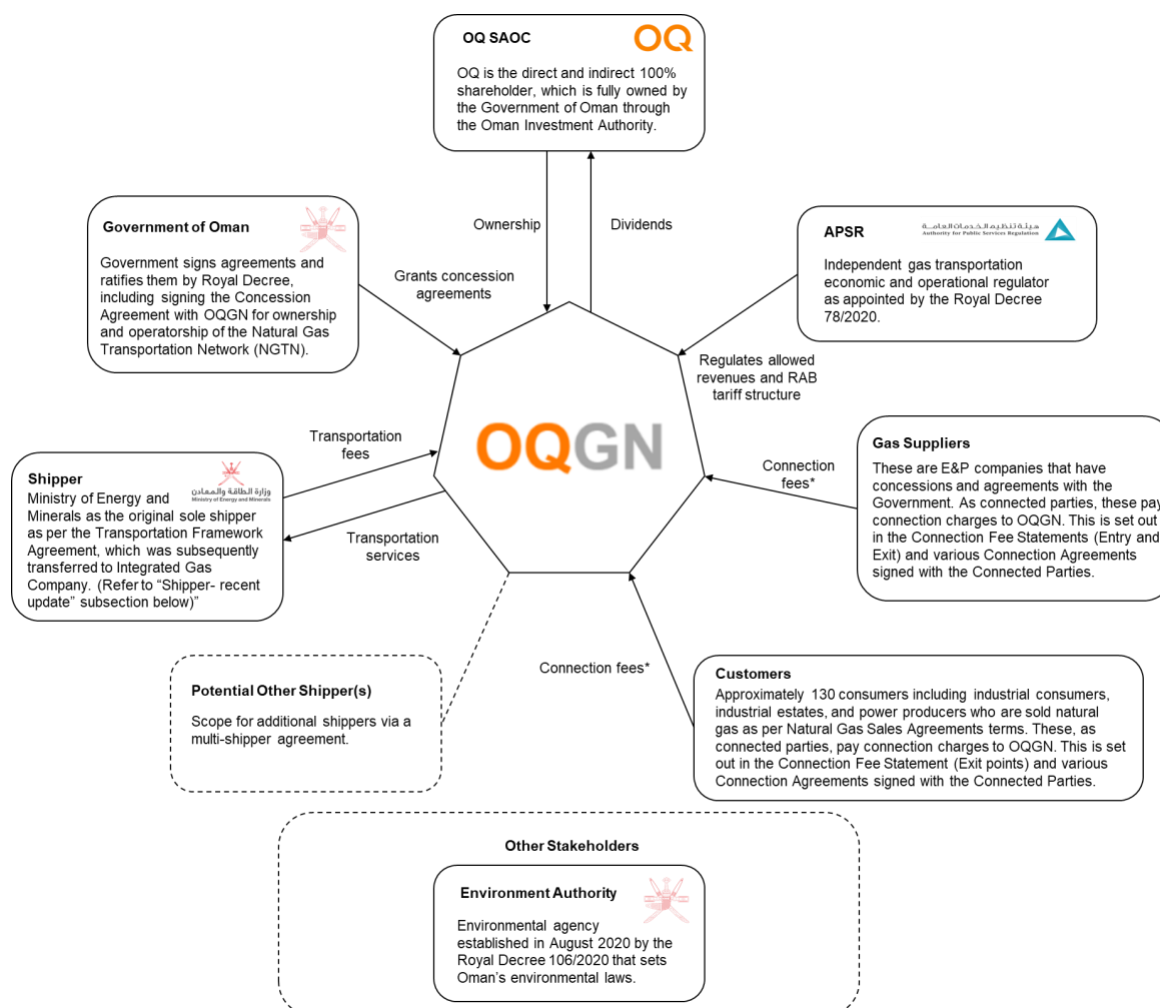 OQ SAOC
OQ
OQ is the direct and indirect 100%
shareholder, which is fully owned by
the Government of Oman through
the Oman Investment Authority.
Ownership
Dividends
Government of Oman
Government signs agreements and
ratifies them by Royal Decree,
including signing the Concession
Agreement with OQGN for ownership
and operatorship of the Natural Gas
Transportation Network (NGTN).
Grants concession
agreements
APSR
هيئة تنظيم الخدمات العامة
Authority for Public Services Regulation
Independent gas transportation
economic and operational regulator
as appointed by the Royal Decree
78/2020.
Regulates allowed
revenues and RAB
tariff structure
OQGN
Transportation
fees
Shipper
وزارة الطاقة والمعادن
Ministry of Energy and Minerals
Ministry of Energy and
Minerals as the original sole shipper
as per the Transportation Framework
Agreement, which was subsequently
transferred to Integrated Gas
Company. (Refer to “Shipper- recent
update” subsection below)”
Transportation
services
Connection
fees*
Gas Suppliers
These are E&P companies that have
concessions and agreements with the
Government. As connected parties, these pay
connection charges to OQGN. This is set out
in the Connection Fee Statements (Entry and
Exit) and various Connection Agreements
signed with the Connected Parties.
Potential Other Shipper(s)
Scope for additional shippers via a
multi-shipper agreement.
Connection fees*
Customers
Approximately 130 consumers including industrial consumers,
industrial estates, and power producers who are sold natural
gas as per Natural Gas Sales Agreements terms. These, as
connected parties, pay connection charges to OQGN. This is set
out in the Connection Fee Statement (Exit points) and various
Connection Agreements signed with the Connected Parties.
Other Stakeholders
Environment Authority
Environmental agency
established in August 2020 by the
Royal Decree 106/2020 that sets
Oman’s environmental laws.